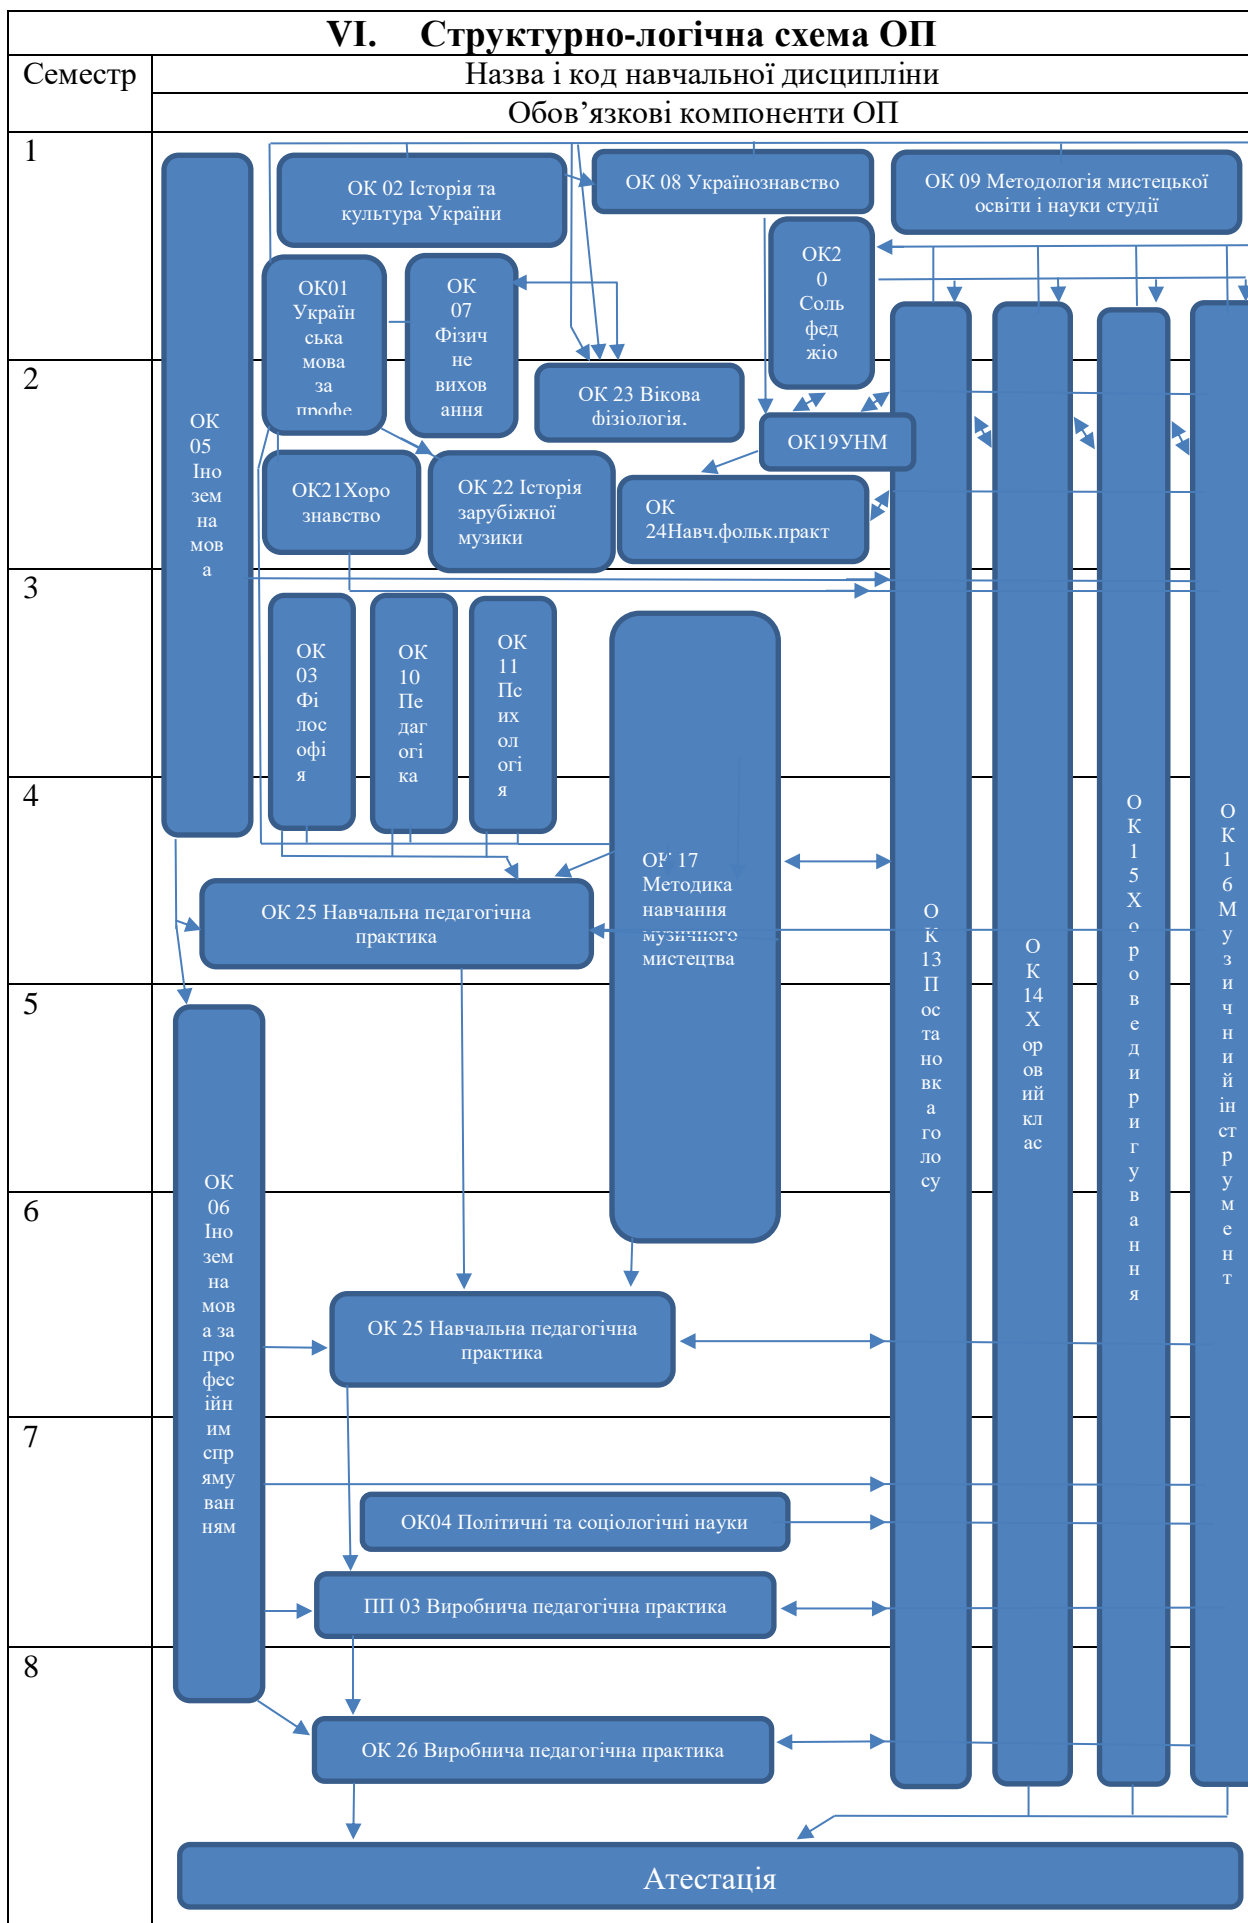 VI. Структурно-логічна схема ОП
Семестр
Назва і код навчальної дисципліни
Обов’язкові компоненти ОП
1
ОК 02 Історія та
культура України
ОК 08 Українознавство
ОК 09 Методологія мистецької
освіти і науки студії
ОК01
Україн
ська
мова
за
профе
ОК
07
Фізич
не
вихов
ання
ОК2
0
Соль
фед
жіо
2
ОК
05
Іно
зем
на
мов
а
ОК 23 Вікова
фізіологія.
ОК19УНМ
ОК21Хоро
знавство
ОК 22 Історія
зарубіжної
музики
ОК
24Навч.фольк.практ
3
ОК
03
Фі
лос
офі
я
ОК
10
Пе
даг
огі
ка
ОК
11
Пс
их
ол
огі
я
4
ОК 17
Методика
навчання
музичного
мистецтва
ОК 25 Навчальна педагогічна
практика
О
К
13
П
ос
та
но
вк
а
го
ло
су
О
К
14
Х
ор
ов
ий
кл
ас
О
К
1
5
Х
о
р
о
в
е
д
и
р
и
г
у
в
а
н
н
я
О
К
1
6
М
у
з
и
ч
н
и
й
ін
ст
р
у
м
е
н
т
5
ОК
06
Іно
зем
на
мов
а за
про
фес
ійн
им
спр
яму
ван
ням
6
ОК 25 Навчальна педагогічна
практика
7
ОК04 Політичні та соціологічні науки
ПП 03 Виробнича педагогічна практика
8
ОК 26 Виробнича педагогічна практика
Атестація